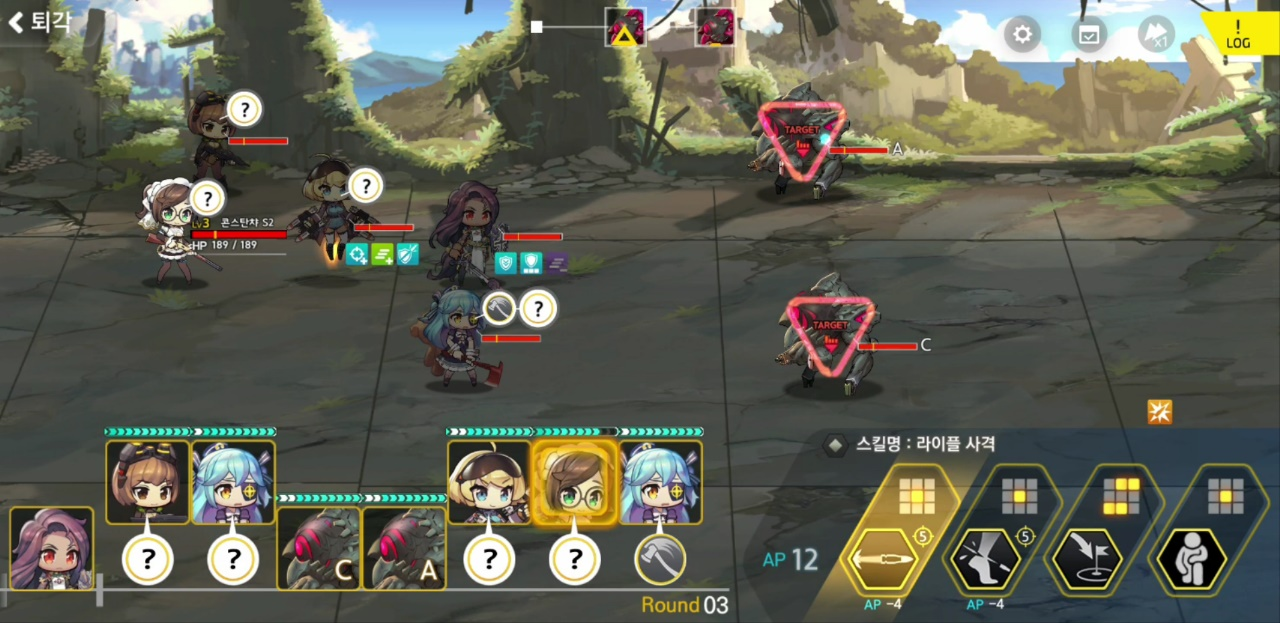 퇴각
x1
!
LOG
?
TARGET
A
?
?
Lv3 콘스탄챠 S2
HP 189 / 189
?
TARGET
C
스킬명 : 라이플 사격
5
5
?
?
C
A
?
?
AP 12
AP -4
AP -4
Round 03